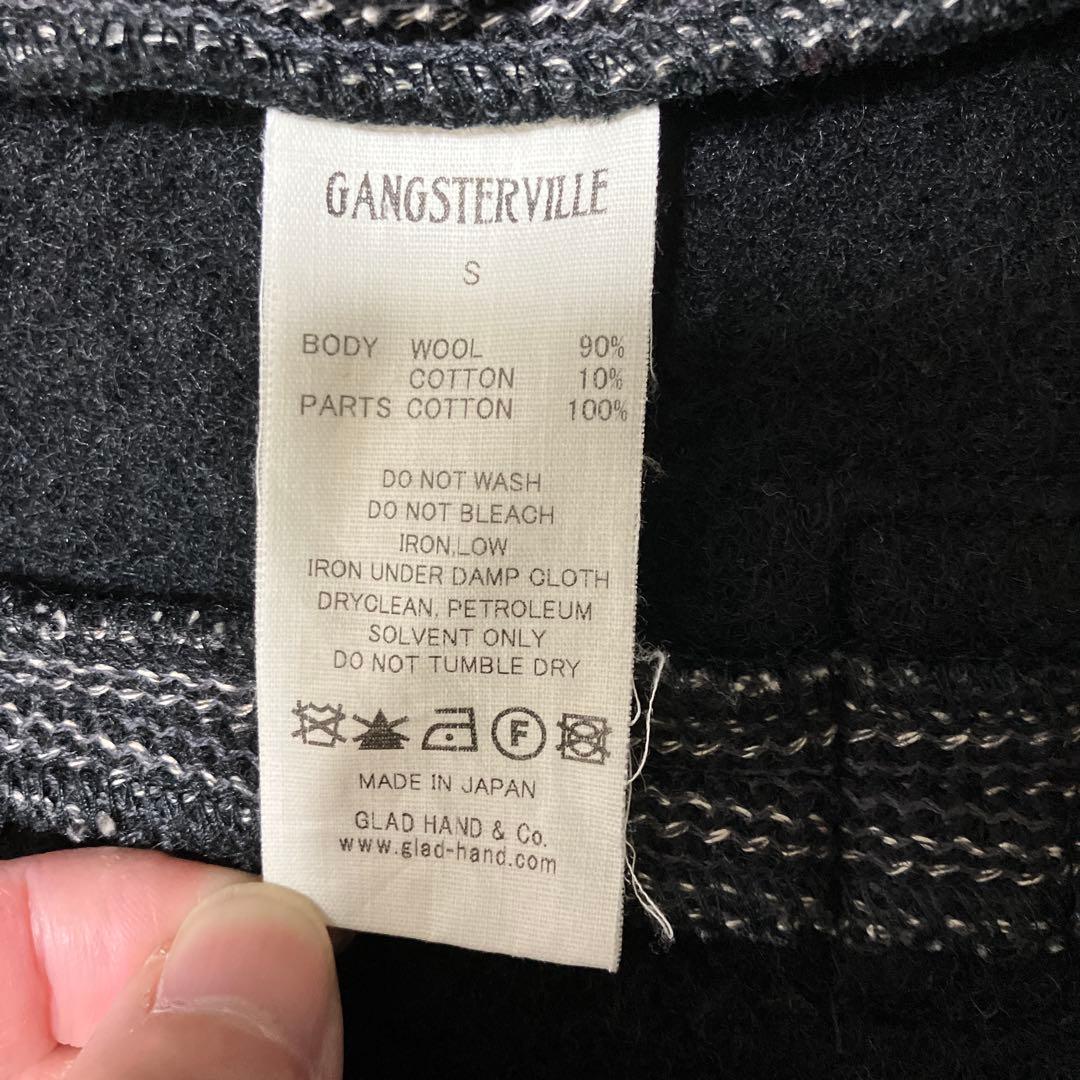 GANGSTERVILLE
S
BODY WOOL 90%
COTTON 10%
PARTS COTTON 100%
DO NOT WASH
DO NOT BLEACH
IRON,LOW
IRON UNDER DAMP CLOTH
DRYCLEAN, PETROLEUM
SOLVENT ONLY
DO NOT TUMBLE DRY
F
MADE IN JAPAN
GLAD HAND & Co.
www.glad-hand.com